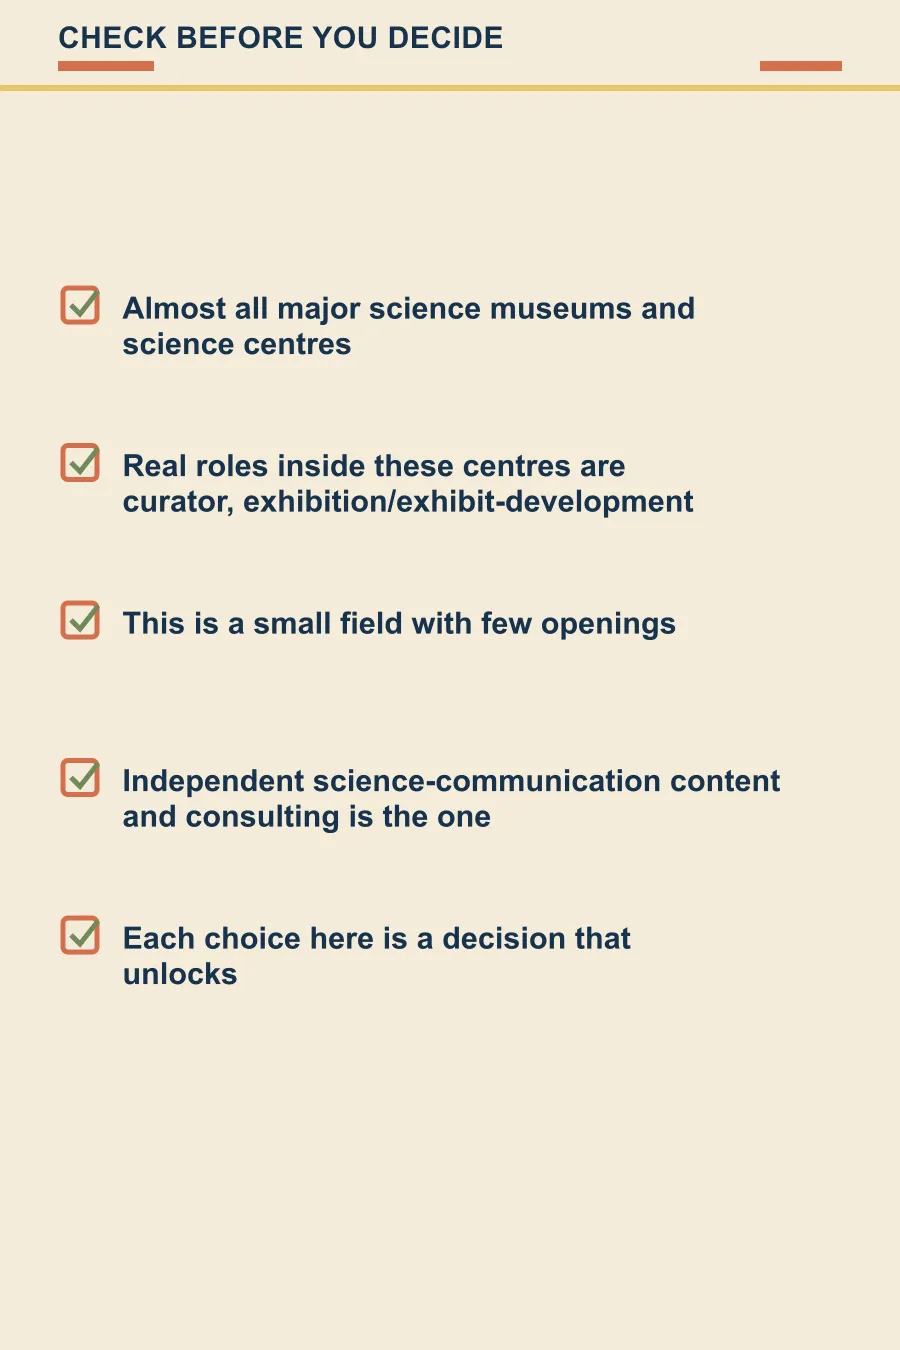 CHECK BEFORE YOU DECIDE
Almost all major science museums and
science centres
Real roles inside these centres are
curator, exhibition/exhibit-development
This is a small field with few openings
Independent science-communication content
and consulting is the one
Each choice here is a decision that
unlocks